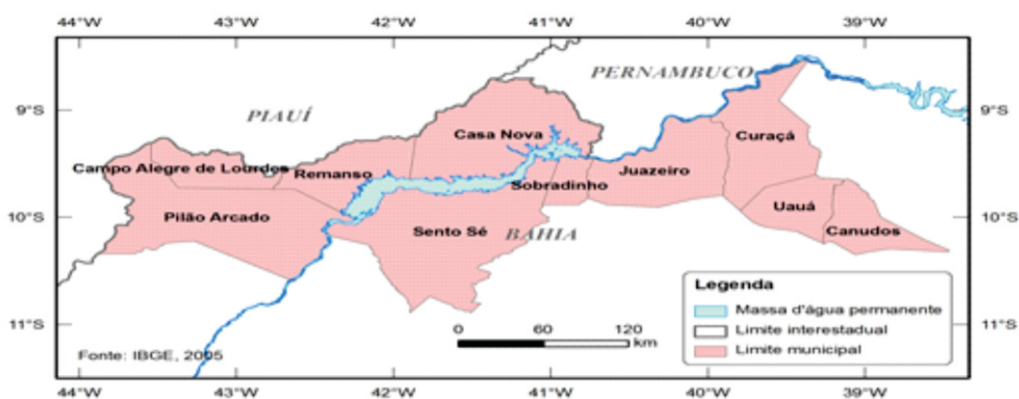 44°W 43°W 42°W 41°W 40°W 39°W
PERNAMBUCO
PIAUÍ
9°S 9°S
Casa Nova
Curaçá
Campo Alegre de Lourdes
Remanso
Juazeiro
Sobradinho
Uauá
Pilão Arcado
10°S 10°S
Sento Sé
BAHIA
Canudos
Legenda
Massa d'água permanente
Limite interestadual
Limite municipal
11°S 11°S
0 60 120
km
Fonte: IBGE, 2005
44°W 43°W 42°W 41°W 40°W 39°W